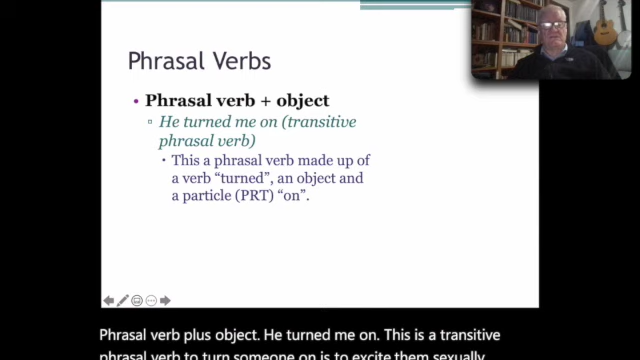 Phrasal Verbs
• Phrasal verb + object
▫ He turned me on (transitive
phrasal verb)
▪ This a phrasal verb made up of
a verb “turned”, an object and
a particle (PRT) “on”.
Phrasal verb plus object. He turned me on. This is a transitive
phrasal verb to turn someone on is to excite them sexually